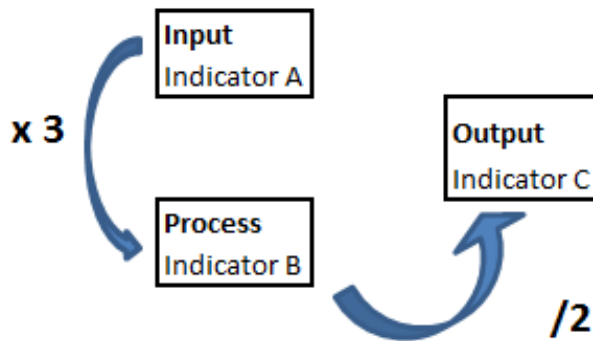 Input
Indicator A
x 3
Output
Indicator C
Process
Indicator B
/2